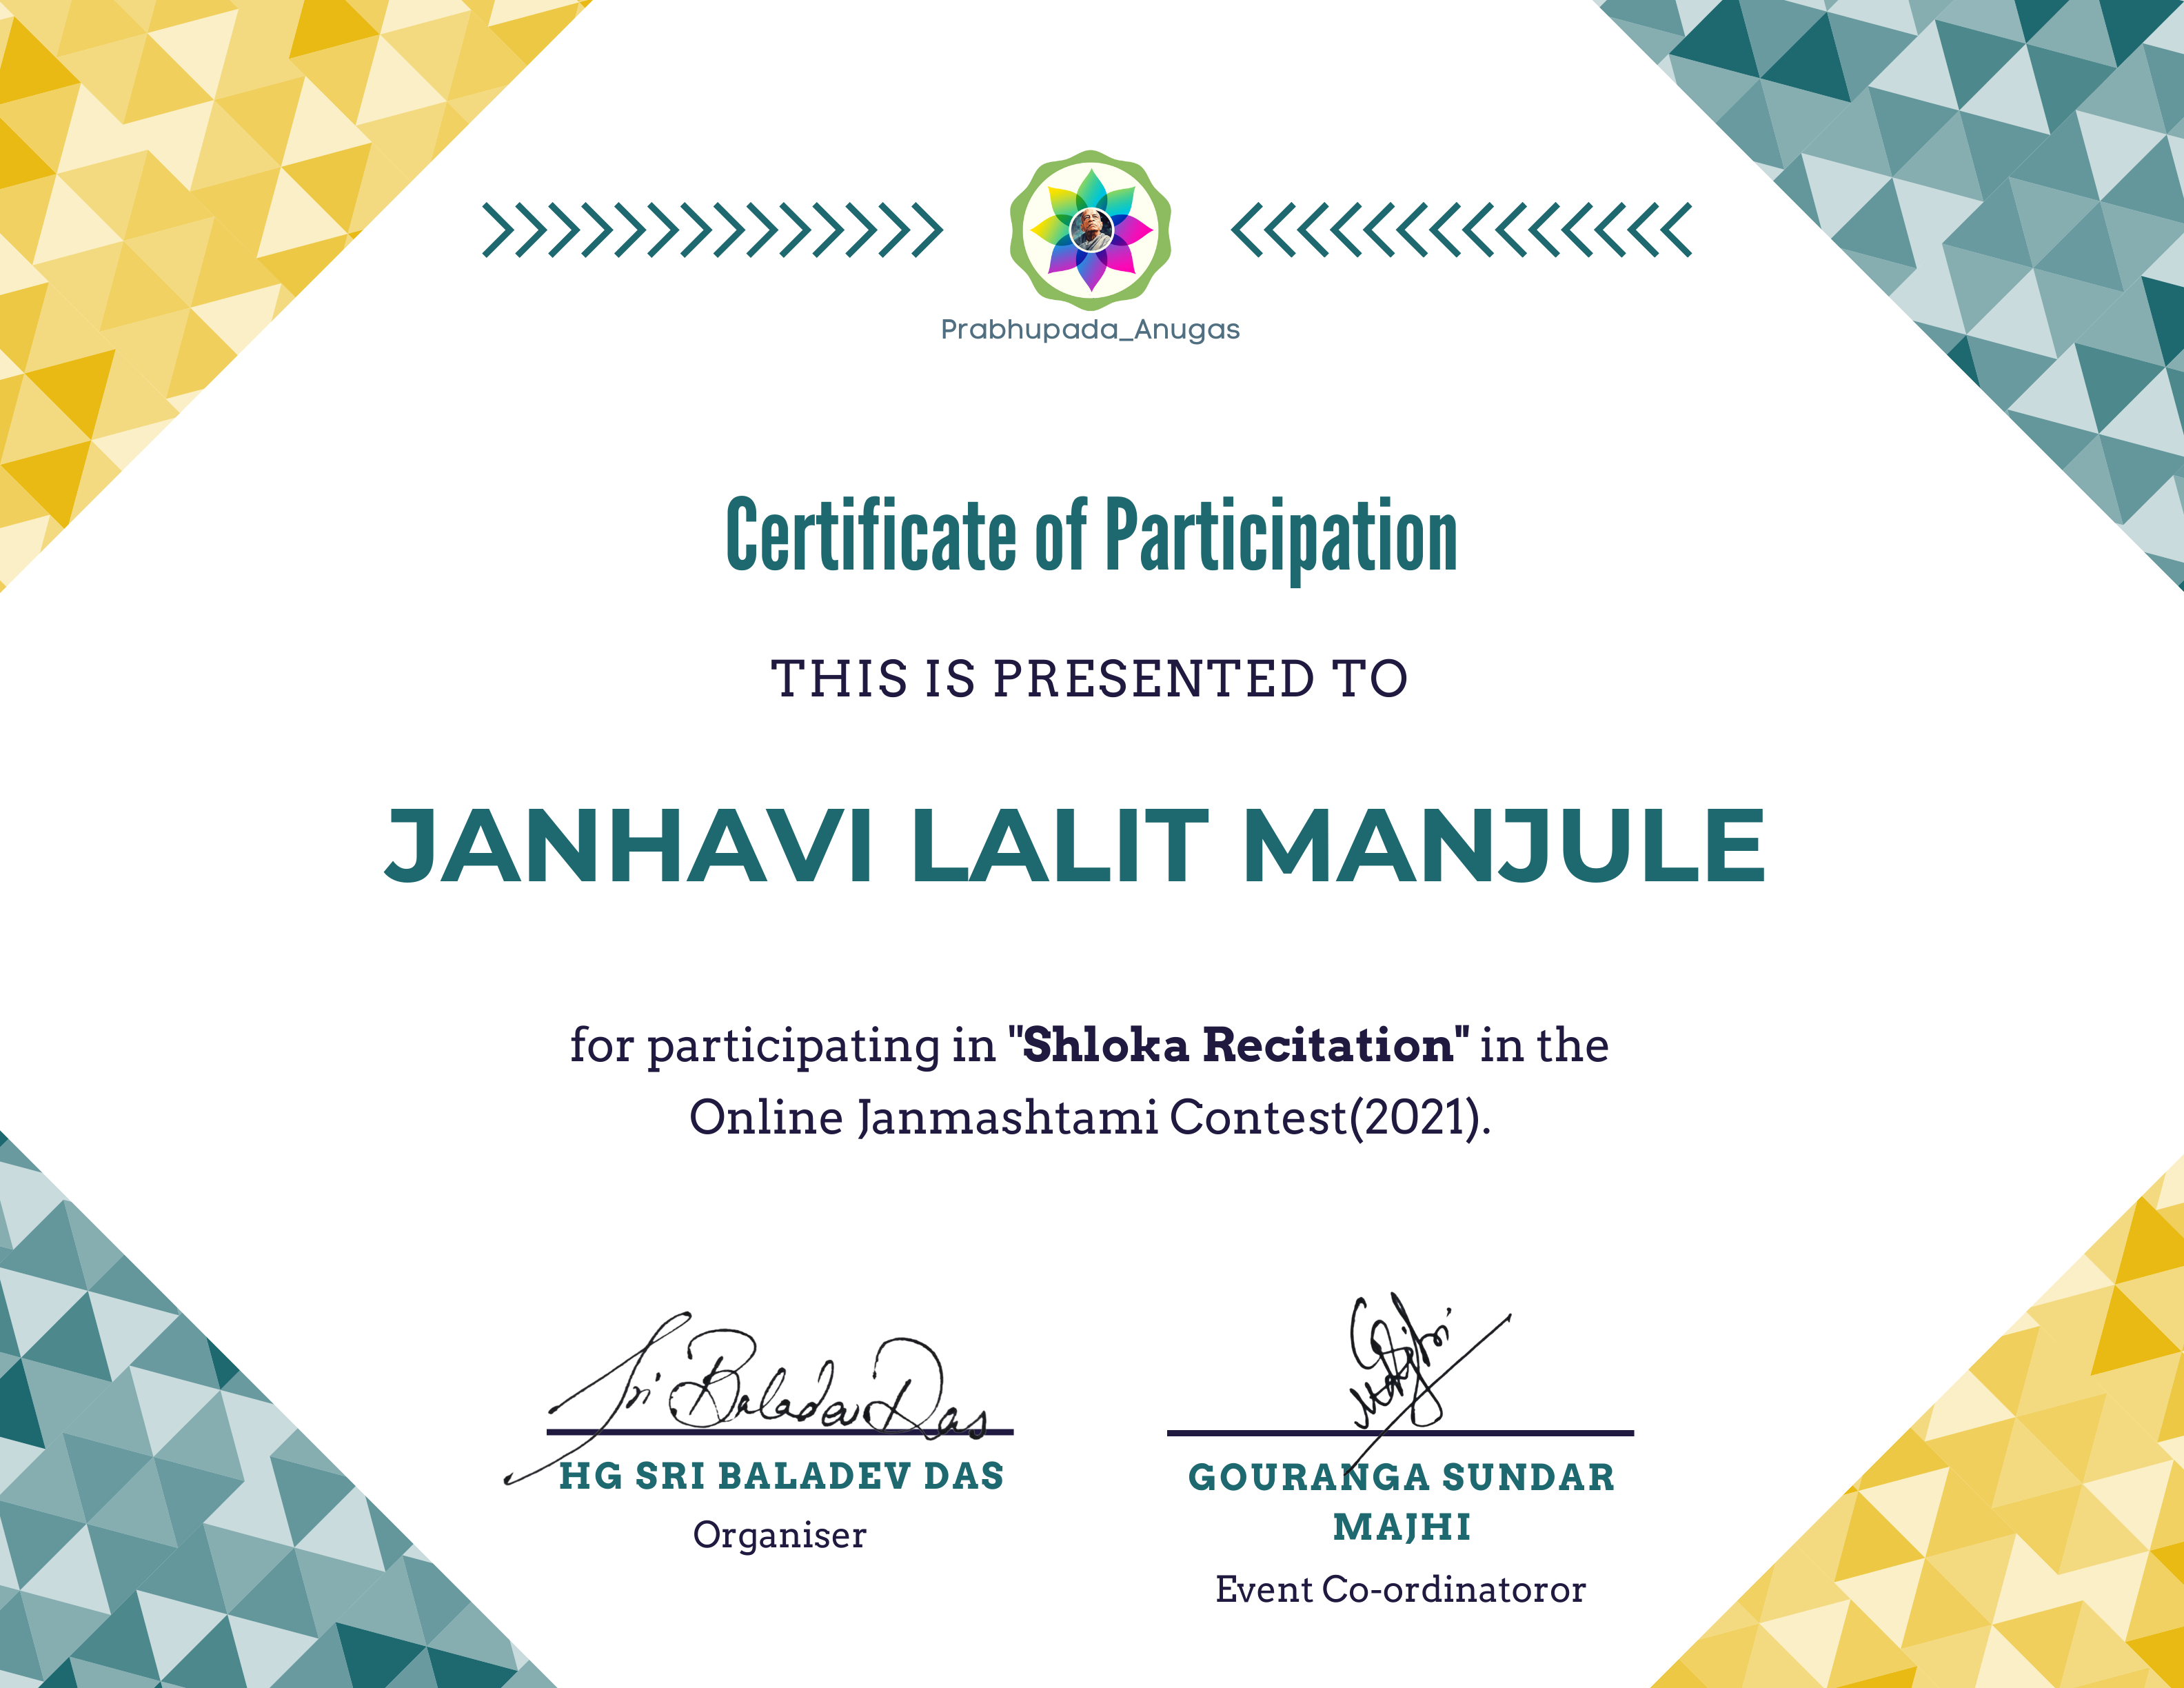 Prabhupada_Anugas
Certificate of Participation
THIS IS PRESENTED TO
JANHAVI LALIT MANJULE
for participating in "Shloka Recitation" in the
Online Janmashtami Contest(2021).
Sri Baladev Das
HG SRI BALADEV DAS
Organiser
GOURANGA SUNDAR
MAJHI
Event Co-ordinatoror